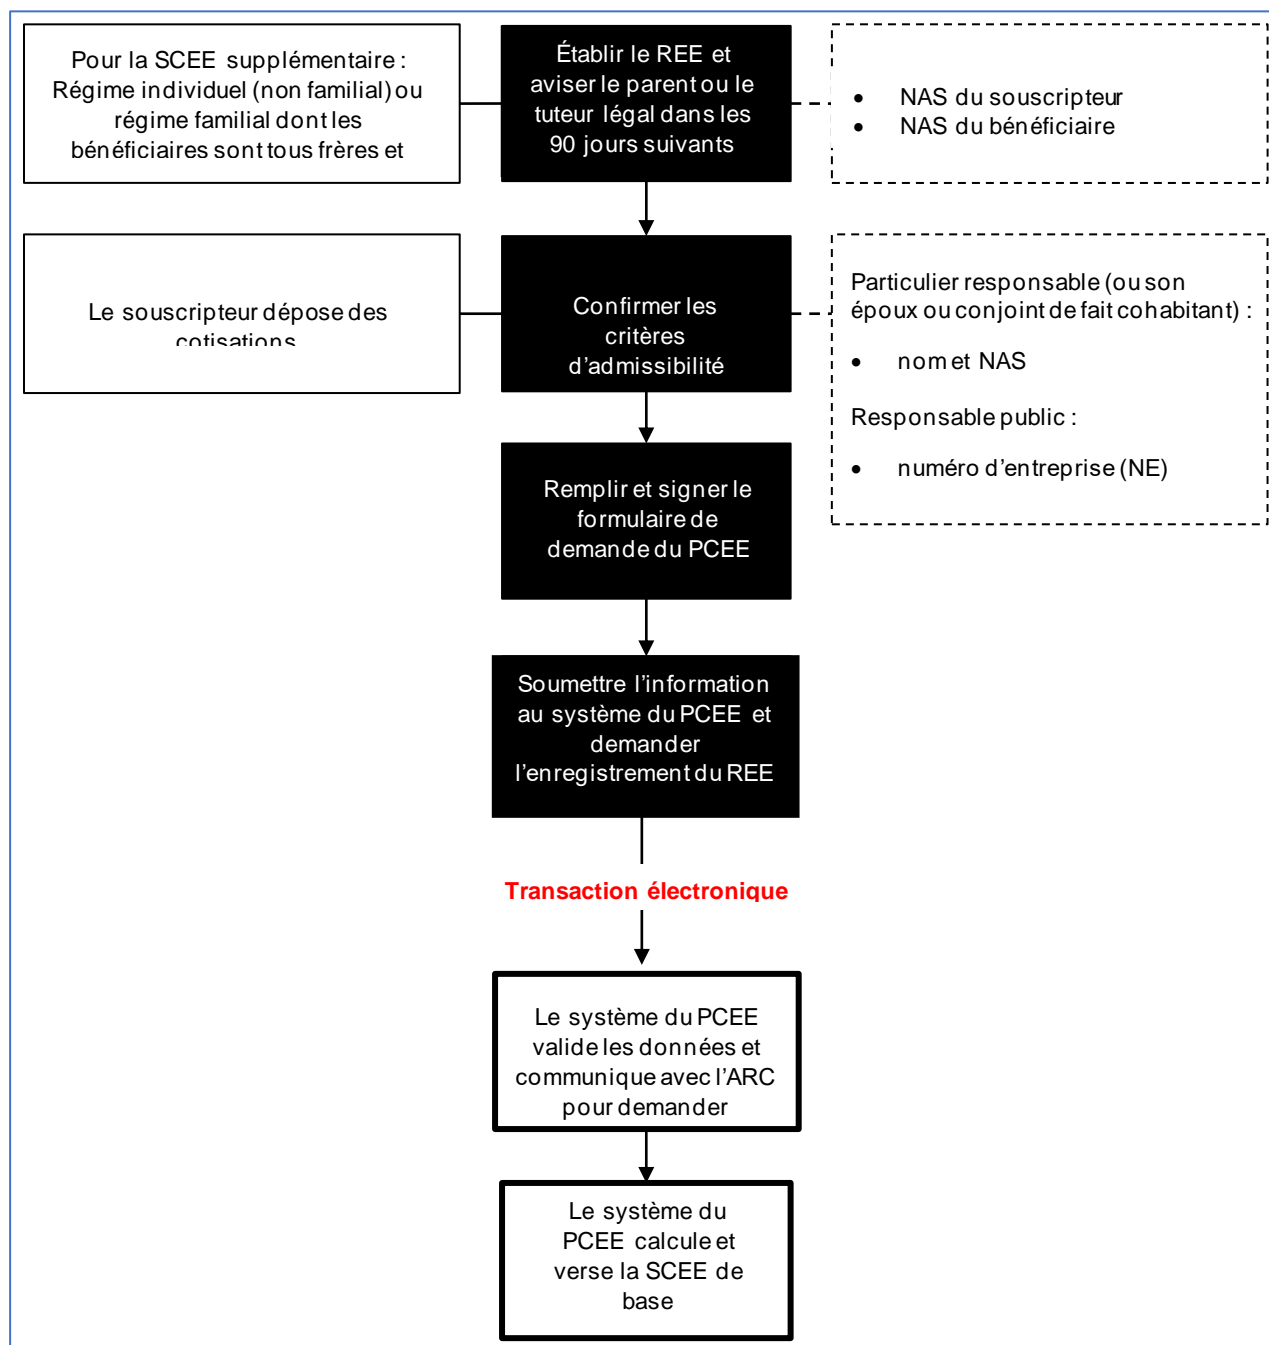 Pour la SCEE supplémentaire :
Régime individuel (non familial) ou
régime familial dont les
bénéficiaires sont tous frères et
Établir le REE et
aviser le parent ou le
tuteur légal dans les
90 jours suivants
• NAS du souscripteur
• NAS du bénéficiaire
Le souscripteur dépose des
cotisations
Confirmer les
critères
d’admissibilité
Particulier responsable (ou son
époux ou conjoint de fait cohabitant) :
• nom et NAS
Responsable public :
• numéro d’entreprise (NE)
Remplir et signer le
formulaire de
demande du PCEE
Soumettre l’information
au système du PCEE et
demander
l’enregistrement du REE
Transaction électronique
Le système du PCEE
valide les données et
communique avec l’ARC
pour demander
Le système du
PCEE calcule et
verse la SCEE de
base